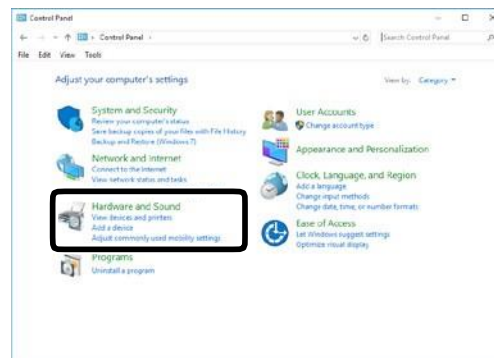 Control Panel
Control Panel
Search Control Panel
File Edit View Tools
Adjust your computer's settings
View by: Category
System and Security
Review your computer's status
Save backup copies of your files with File History
Backup and Restore (Windows 7)
Network and Internet
Connect to the Internet
View network status and tasks
Hardware and Sound
View devices and printers
Add a device
Adjust commonly used mobility settings
Programs
Uninstall a program
User Accounts
Change account type
Appearance and Personalization
Clock, Language, and Region
Add a language
Change input methods
Change date, time, or number formats
Ease of Access
Let Windows suggest settings
Optimize visual display